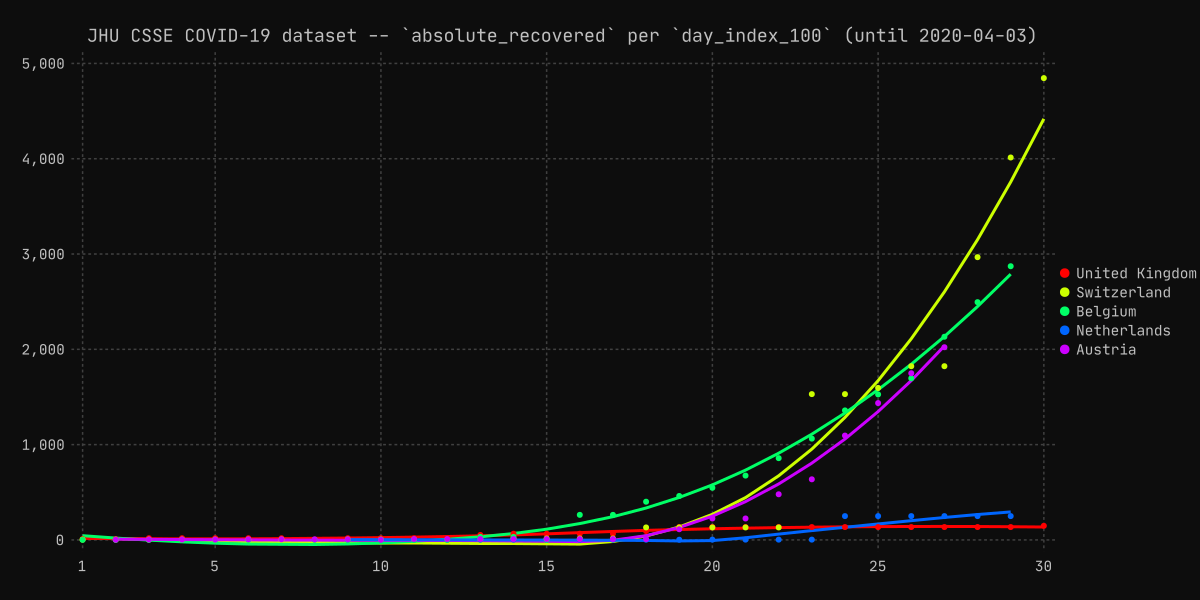 JHU CSSE COVID-19 dataset -- `absolute_recovered` per `day_index_100` (until 2020-04-03)
5,000
4,000
3,000
2,000
1,000
0
1 5 10 15 20 25 30
United Kingdom
Switzerland
Belgium
Netherlands
Austria